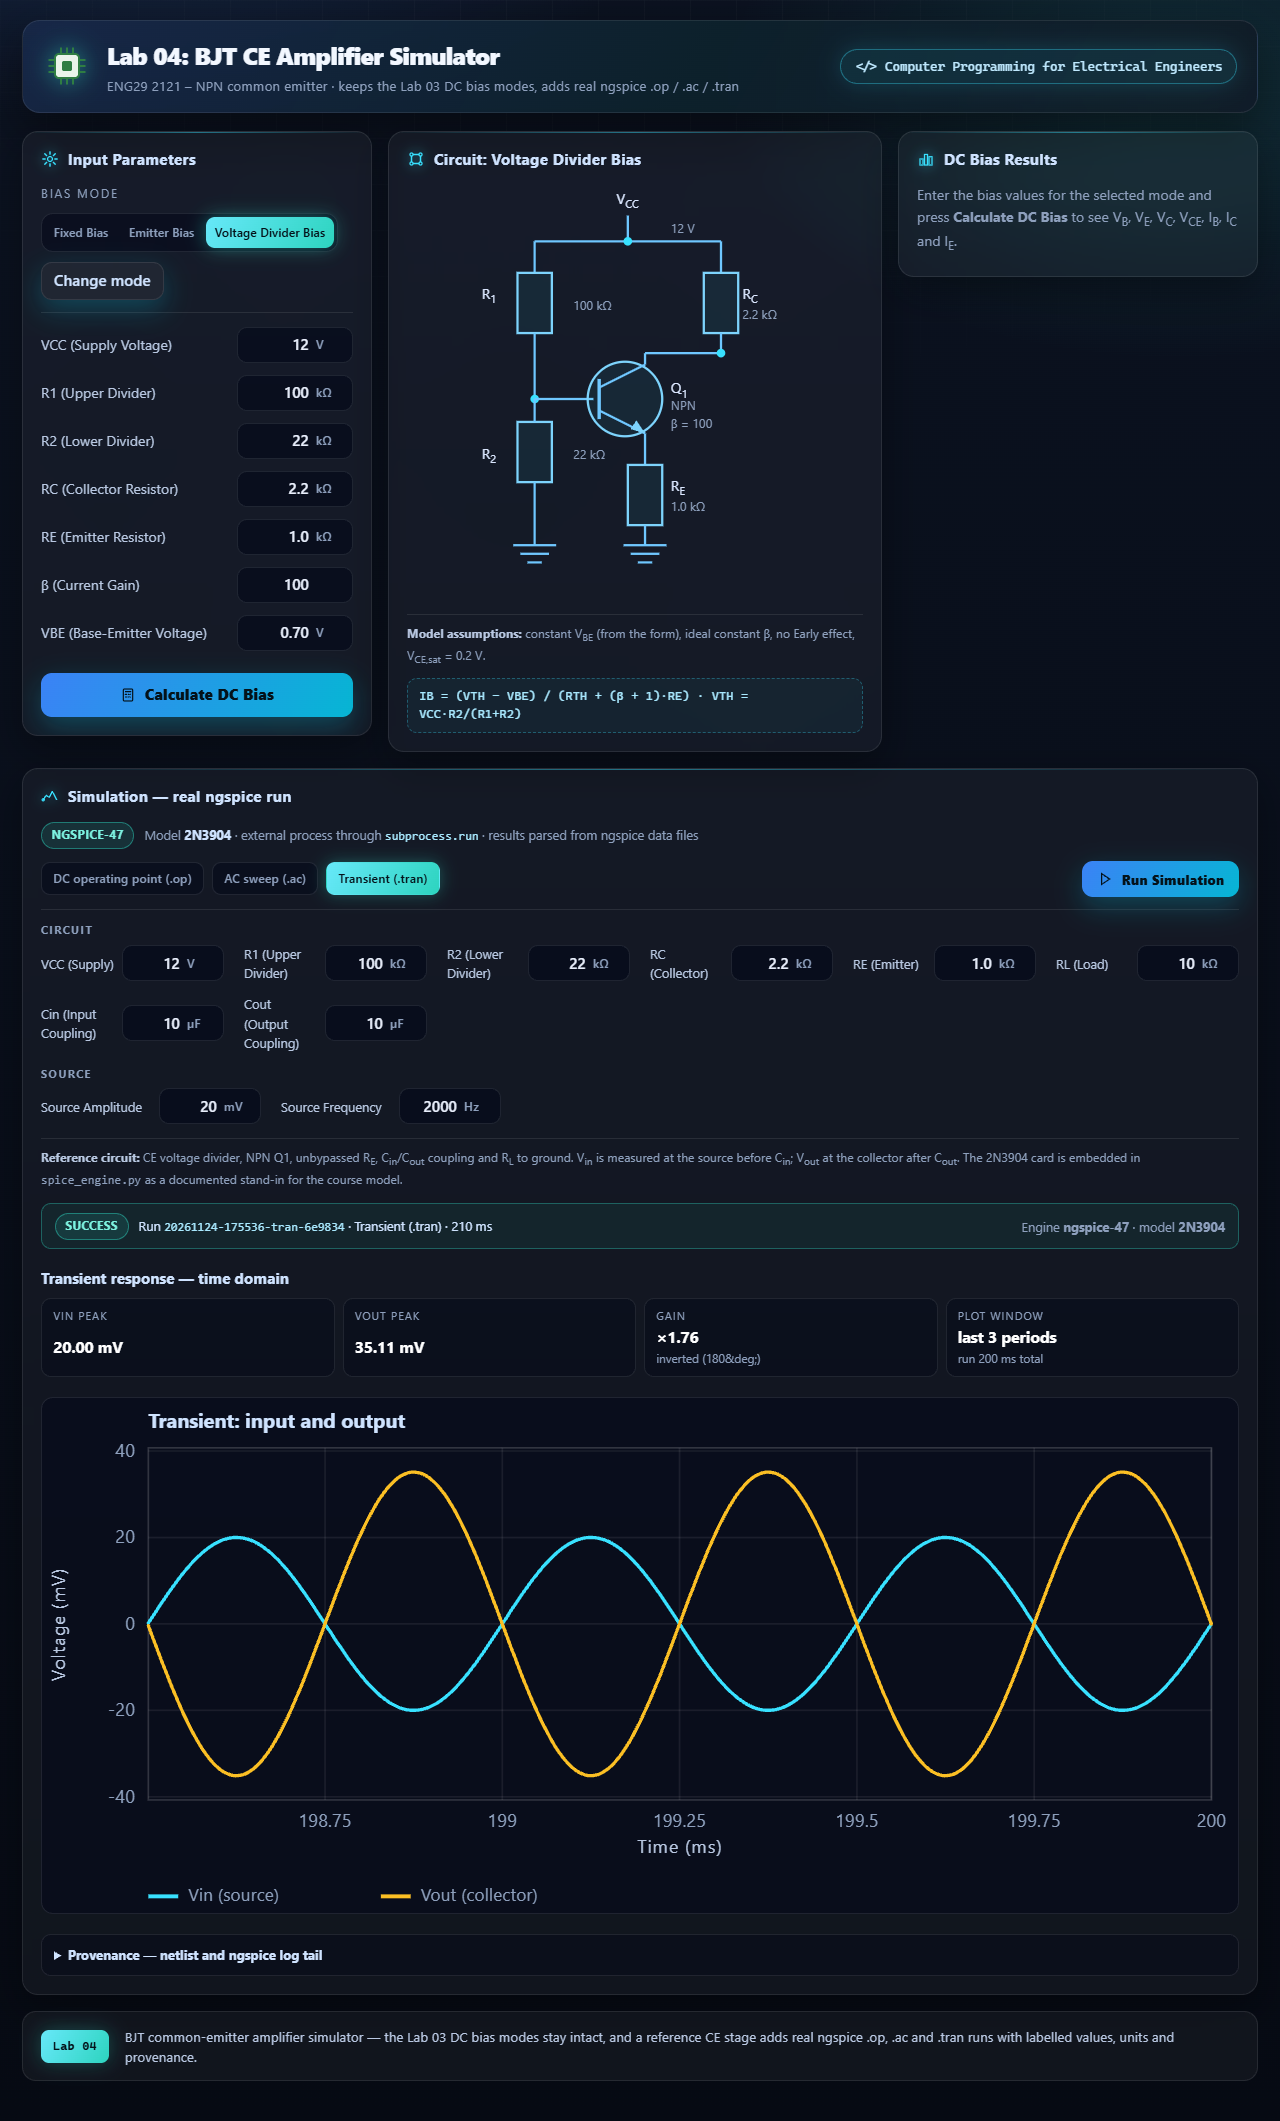 Lab 04: BJT CE Amplifier Simulator
ENG29 2121 – NPN common emitter · keeps the Lab 03 DC bias modes, adds real ngspice .op / .ac / .tran
</> Computer Programming for Electrical Engineers
Input Parameters
BIAS MODE
Fixed Bias
Emitter Bias
Voltage Divider Bias
Change mode
VCC (Supply Voltage)
12 V
R1 (Upper Divider)
100 kΩ
R2 (Lower Divider)
22 kΩ
RC (Collector Resistor)
2.2 kΩ
RE (Emitter Resistor)
1.0 kΩ
β (Current Gain)
100
VBE (Base-Emitter Voltage)
0.70 V
Calculate DC Bias
Circuit: Voltage Divider Bias
VCC
12 V
R1
100 kΩ
RC
2.2 kΩ
Q1
NPN
β = 100
R2
22 kΩ
RE
1.0 kΩ
Model assumptions: constant VBE (from the form), ideal constant β, no Early effect,
VCE,sat = 0.2 V.
IB = (VTH − VBE) / (RTH + (β + 1)·RE) · VTH =
VCC·R2/(R1+R2)
DC Bias Results
Enter the bias values for the selected mode and
press Calculate DC Bias to see VB, VE, VC, VCE, IB, IC
and IE.
Simulation — real ngspice run
NGSPICE-47
Model 2N3904 · external process through subprocess.run · results parsed from ngspice data files
DC operating point (.op)
AC sweep (.ac)
Transient (.tran)
Run Simulation
CIRCUIT
VCC (Supply)
12 V
R1 (Upper
Divider)
100 kΩ
R2 (Lower
Divider)
22 kΩ
RC
(Collector)
2.2 kΩ
RE (Emitter)
1.0 kΩ
RL (Load)
10 kΩ
Cin (Input
Coupling)
10 µF
Cout
(Output
Coupling)
10 µF
SOURCE
Source Amplitude
20 mV
Source Frequency
2000 Hz
Reference circuit: CE voltage divider, NPN Q1, unbypassed RE, Cin/Cout coupling and RL to ground. Vin is measured at the source before Cin; Vout at the collector after Cout. The 2N3904 card is embedded in
spice_engine.py as a documented stand-in for the course model.
SUCCESS
Run 20261124-175536-tran-6e9834 · Transient (.tran) · 210 ms
Engine ngspice-47 · model 2N3904
Transient response — time domain
VIN PEAK
20.00 mV
VOUT PEAK
35.11 mV
GAIN
×1.76
inverted (180&deg;)
PLOT WINDOW
last 3 periods
run 200 ms total
Transient: input and output
40
20
0
-20
-40
Voltage (mV)
198.75
199
199.25
199.5
199.75
200
Time (ms)
Vin (source)
Vout (collector)
▶ Provenance — netlist and ngspice log tail
Lab 04
BJT common-emitter amplifier simulator — the Lab 03 DC bias modes stay intact, and a reference CE stage adds real ngspice .op, .ac and .tran runs with labelled values, units and
provenance.